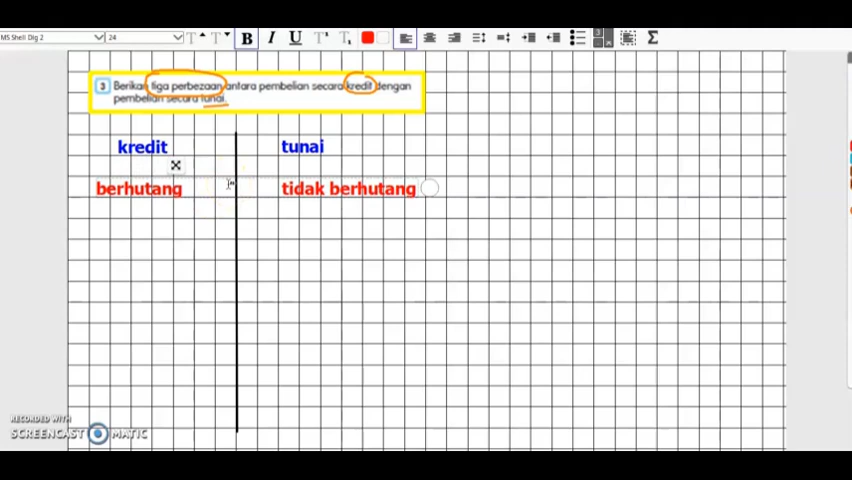 MS Shell Dlg 2 24 B I U Σ
3 Berikan tiga perbezaan antara pembelian secara kredit dengan
pembelian secara tunai.
kredit tunai
berhutang tidak berhutang
RECORDED WITH
SCREENCAST MATIC